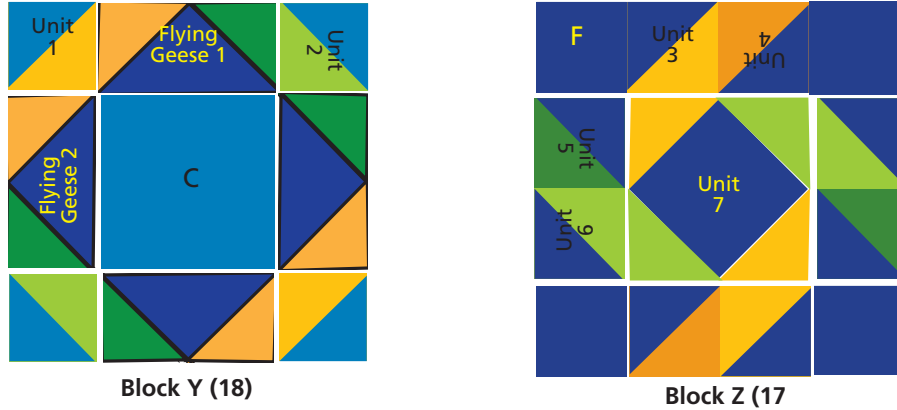 Unit
1
Flying
Geese 1
Unit
2
Flying
Geese 2
C
Block Y (18)
F
Unit
3
Unit
4
Unit
5
Unit
6
Unit
7
Block Z (17